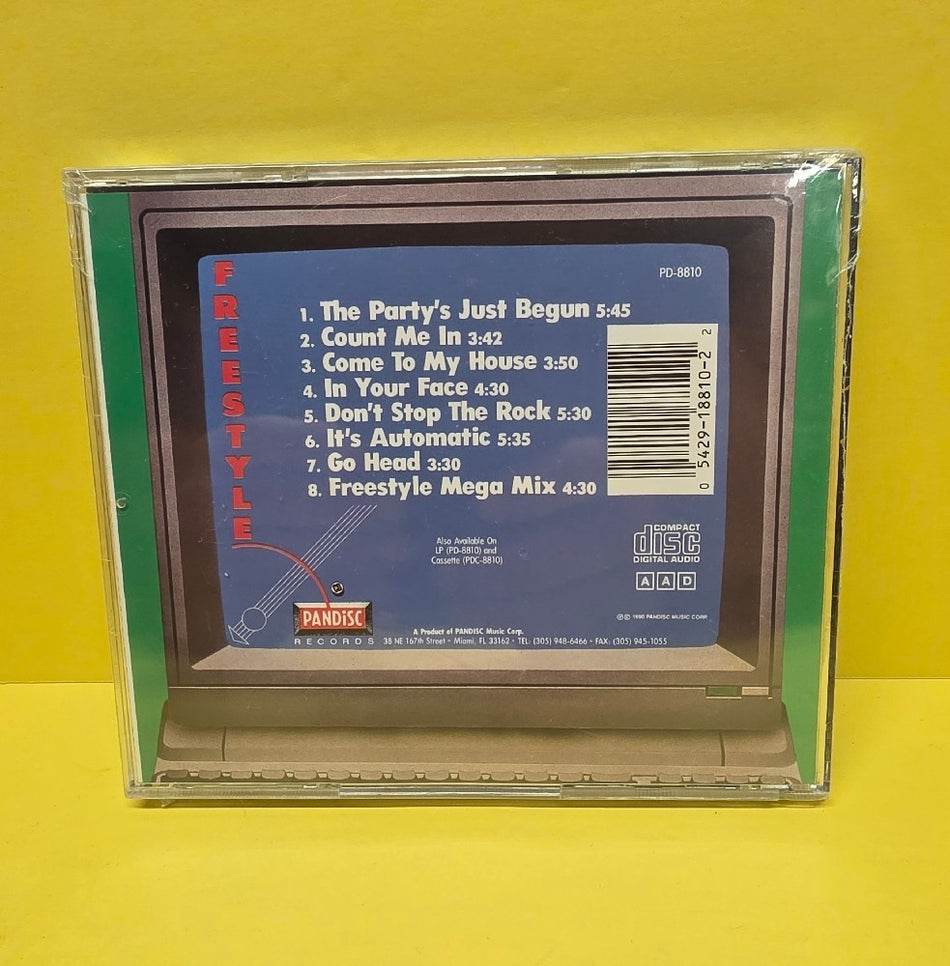 FREESTYLE
PD-8810
1. The Party's Just Begun 5:45
2. Count Me In 3:42
3. Come To My House 3:50
4. In Your Face 4:30
5. Don't Stop The Rock 5:30
6. It's Automatic 5:35
7. Go Head 3:30
8. Freestyle Mega Mix 4:30
0 5429-18810-2 2
Also Available On
LP (PD-8810) and
Cassette (PDC-8810)
COMPACT
disc
DIGITAL AUDIO
A A D
PANDISC
RECORDS
A Product of PANDISC Music Corp.
38 NE 167th Street • Miami, FL 33162 • TEL: (305) 948-6466 • FAX: (305) 945-1055
℗© 1990 PANDISC MUSIC CORP.